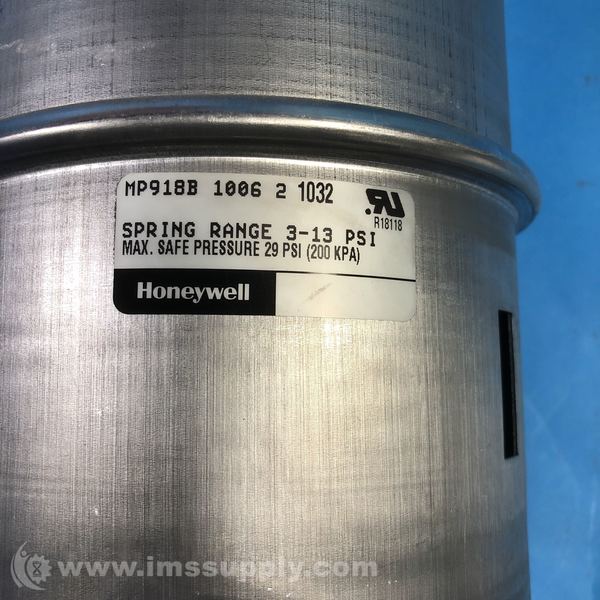 MP918B 1006 2 1032
R18118
SPRING RANGE 3-13 PSI
MAX. SAFE PRESSURE 29 PSI (200 KPA)
Honeywell
www.imssupply.com